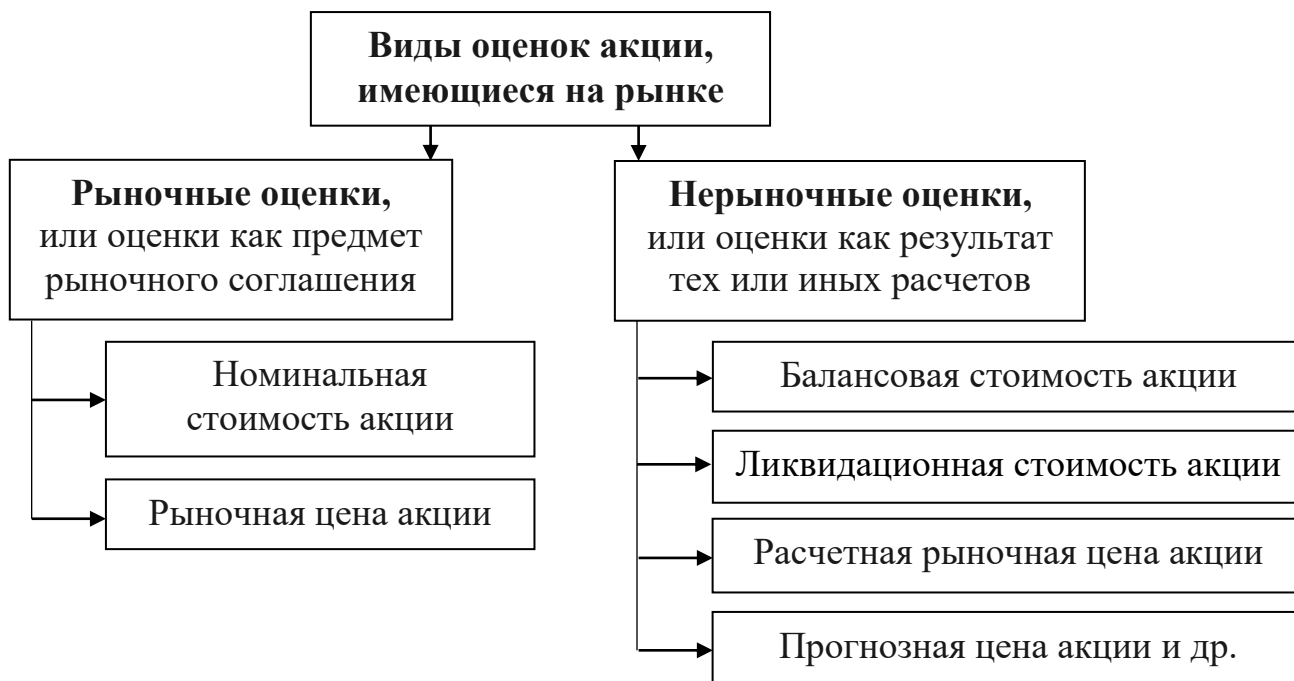 Виды оценок акции,
имеющиеся на рынке
Рыночные оценки,
или оценки как предмет
рыночного соглашения
Номинальная
стоимость акции
Рыночная цена акции
Нерыночные оценки,
или оценки как результат
тех или иных расчетов
Балансовая стоимость акции
Ликвидационная стоимость акции
Расчетная рыночная цена акции
Прогнозная цена акции и др.